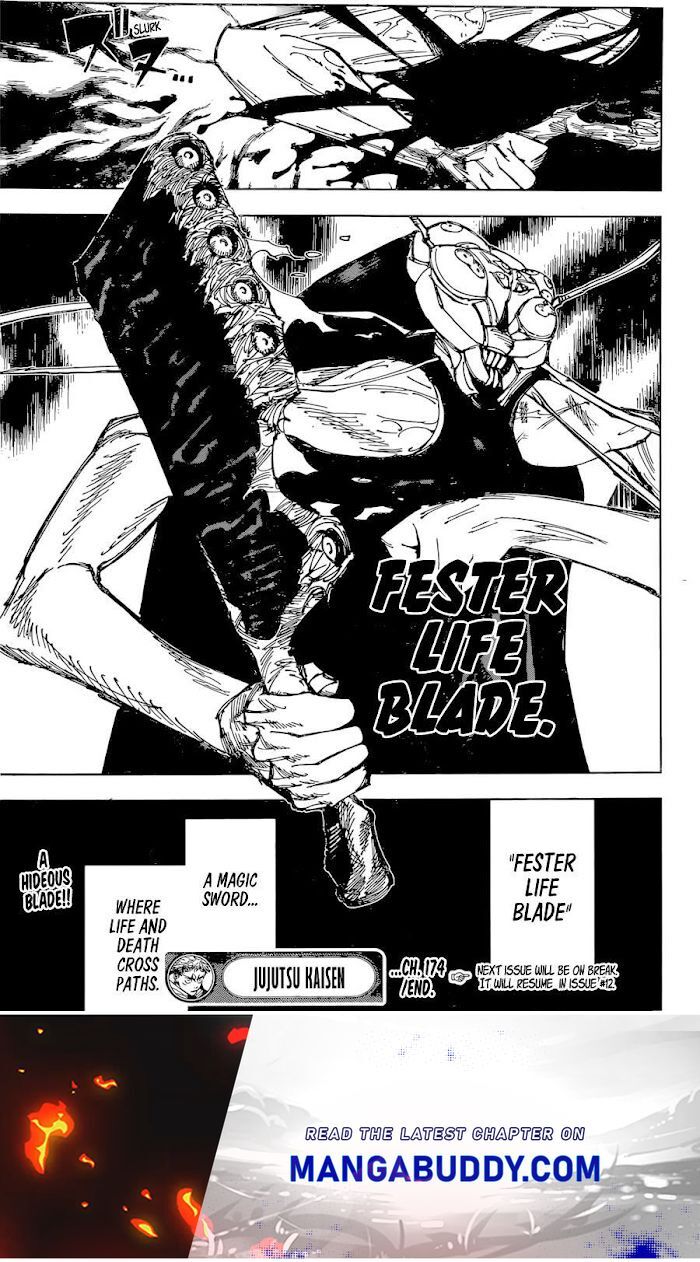 ズズ...
SLURK
FESTER
LIFE
BLADE.
"FESTER
LIFE
BLADE"
A MAGIC
SWORD...
WHERE
LIFE AND
DEATH
CROSS
PATHS.
A
HIDEOUS
BLADE!!
JUJUTSU KAISEN
...CH. 174
/END.
☞ NEXT ISSUE WILL BE ON BREAK.
IT WILL RESUME IN ISSUE #12.
READ THE LATEST CHAPTER ON
MANGABUDDY.COM